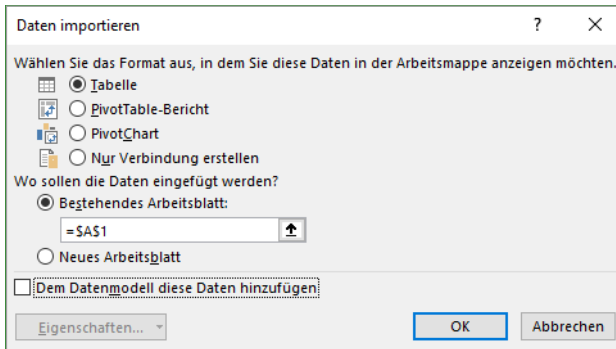 Daten importieren
Wählen Sie das Format aus, in dem Sie diese Daten in der Arbeitsmappe anzeigen möchten.
Tabelle
PivotTable-Bericht
PivotChart
Nur Verbindung erstellen
Wo sollen die Daten eingefügt werden?
Bestehendes Arbeitsblatt:
=$A$1
Neues Arbeitsblatt
Dem Datenmodell diese Daten hinzufügen
Eigenschaften... OK Abbrechen